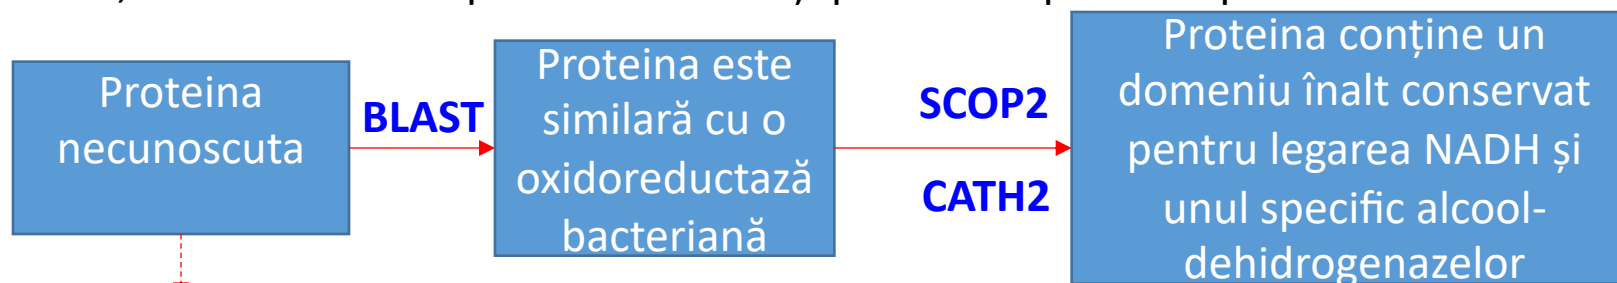 Proteina
necunoscuta
BLAST
Proteina este
similară cu o
oxidoreductază
bacteriană
SCOP2
CATH2
Proteina conține un
domeniu înalt conservat
pentru legarea NADH și
unul specific alcool-
dehidrogenazelor